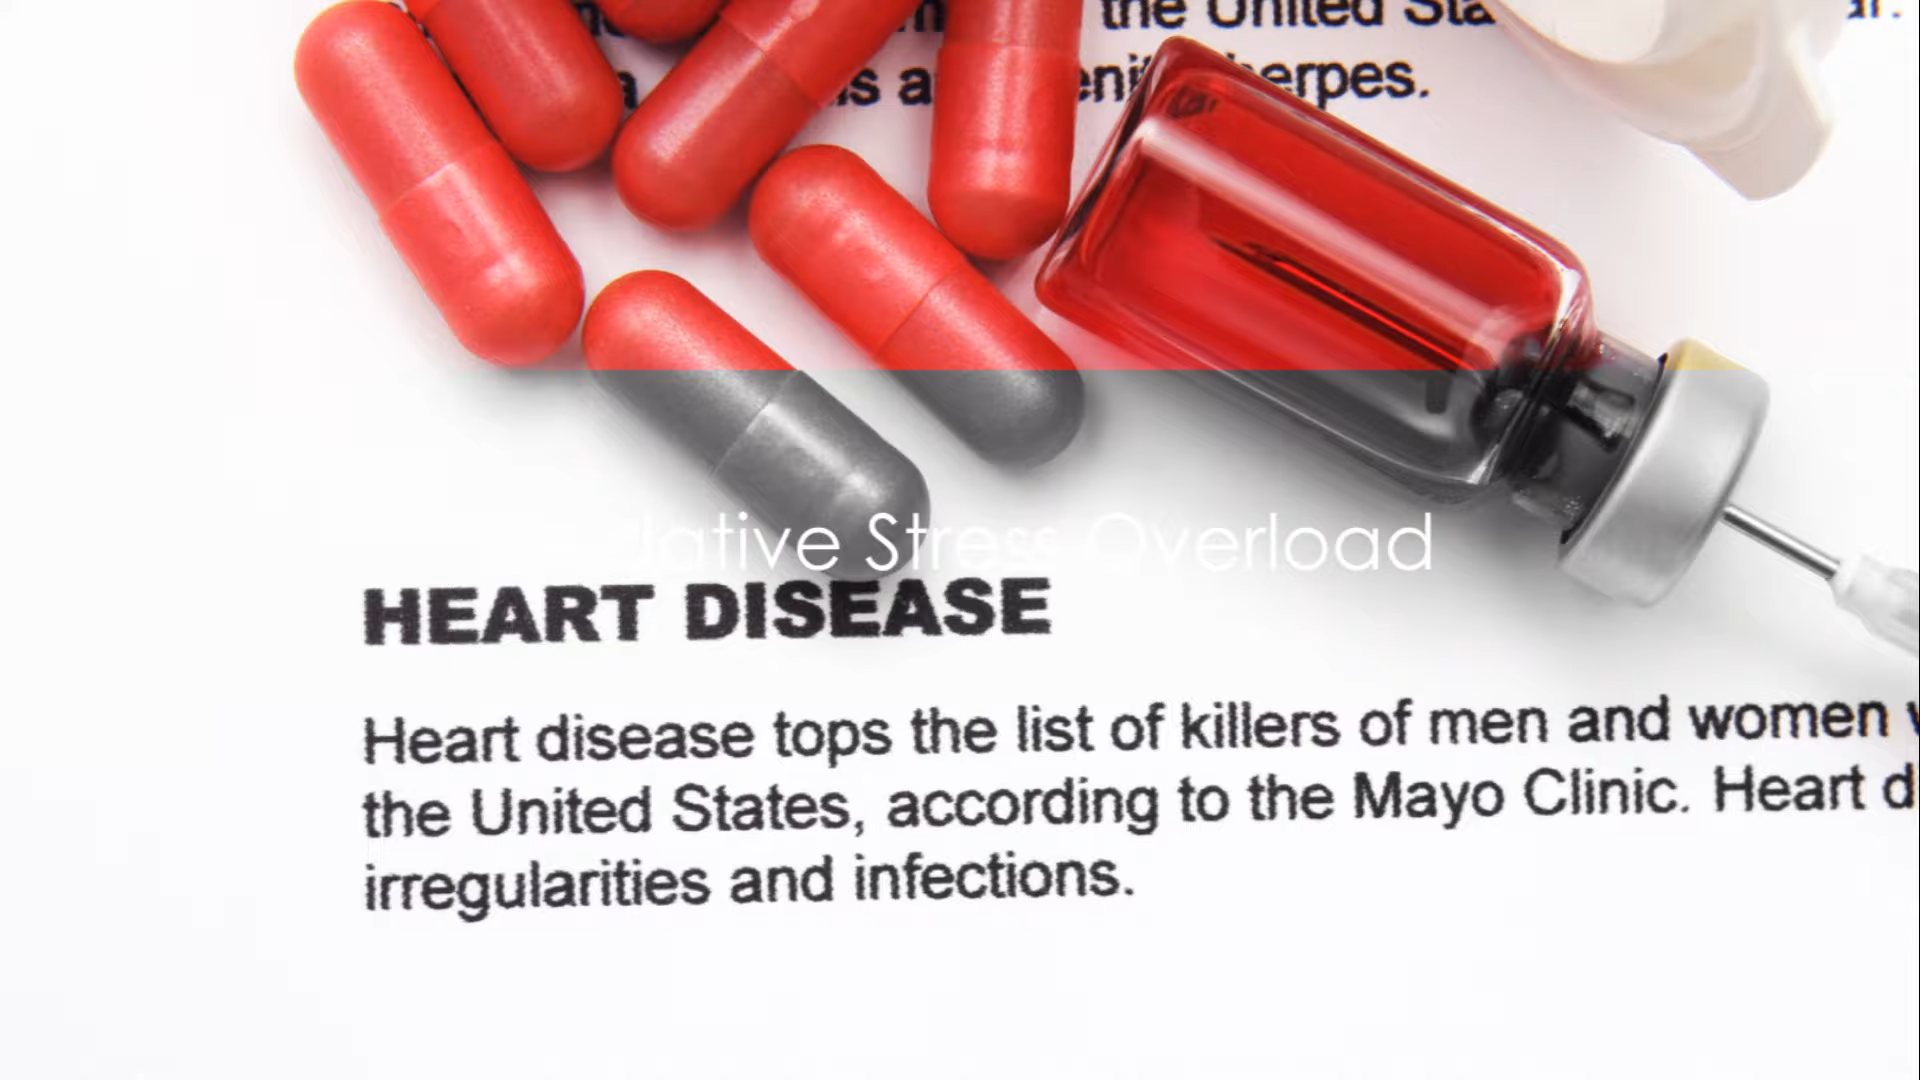 the United
herpes.
Stress Overload
HEART DISEASE
Heart disease tops the list of killers of men and women
the United States, according to the Mayo Clinic. Heart
irregularities and infections.